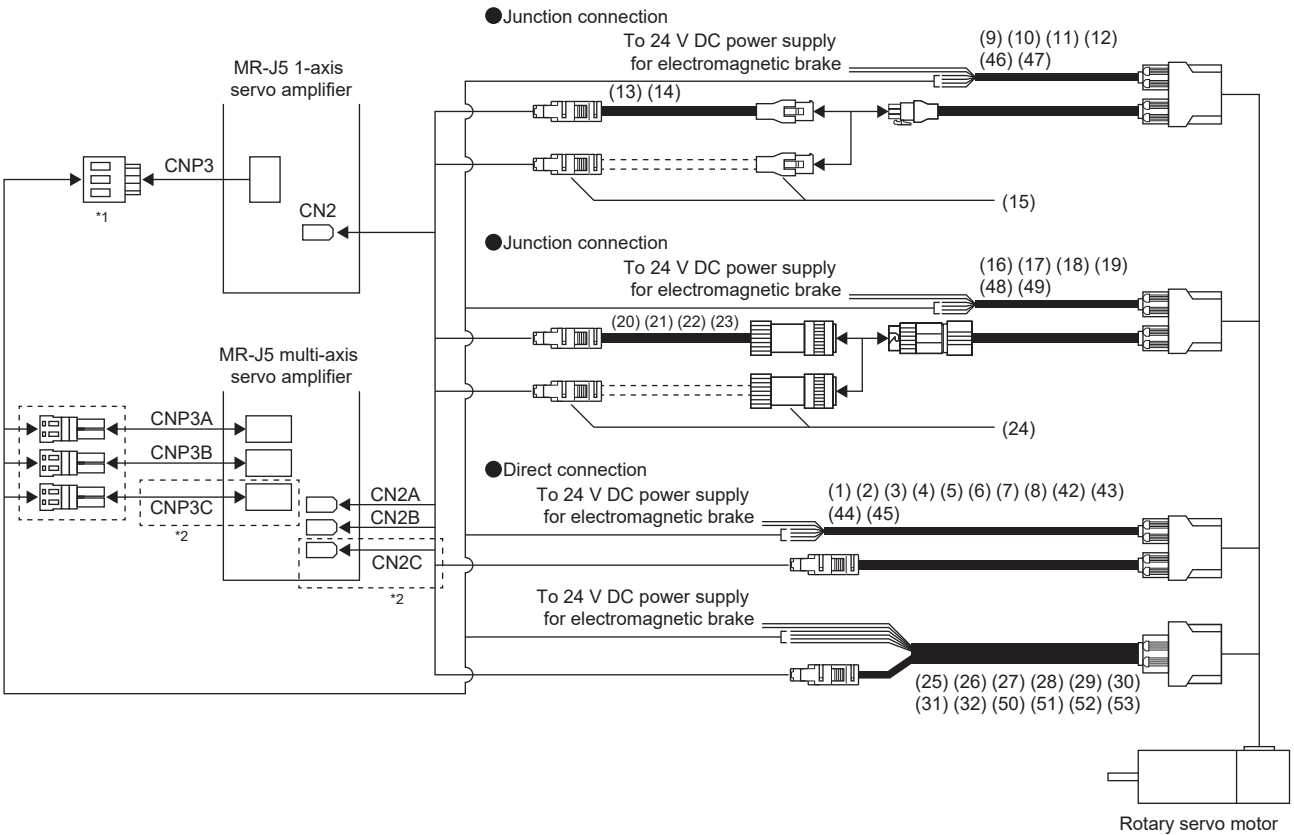 ●Junction connection
To 24 V DC power supply
for electromagnetic brake
(9) (10) (11) (12)
(46) (47)
MR-J5 1-axis
servo amplifier
(13) (14)
CNP3
*1
CN2
(15)
●Junction connection
To 24 V DC power supply
for electromagnetic brake
(16) (17) (18) (19)
(48) (49)
(20) (21) (22) (23)
MR-J5 multi-axis
servo amplifier
CNP3A
CNP3B
CNP3C
*2
CN2A
CN2B
CN2C
*2
(24)
●Direct connection
To 24 V DC power supply
for electromagnetic brake
(1) (2) (3) (4) (5) (6) (7) (8) (42) (43)
(44) (45)
To 24 V DC power supply
for electromagnetic brake
(25) (26) (27) (28) (29) (30)
(31) (32) (50) (51) (52) (53)
Rotary servo motor